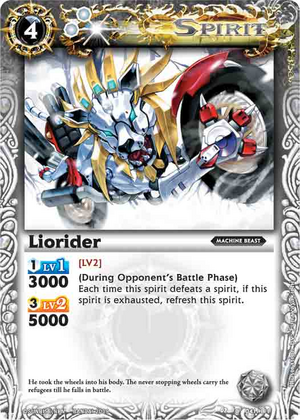 4
SPIRIT
Liorider
MACHINE BEAST
[LV2]
1 LV1
3000
(During Opponent's Battle Phase)
Each time this spirit defeats a spirit, if this
spirit is exhausted, refresh this spirit.
3 LV2
5000
He took the wheels into his body. The never stopping wheels carry the
refugees till he falls in battle.